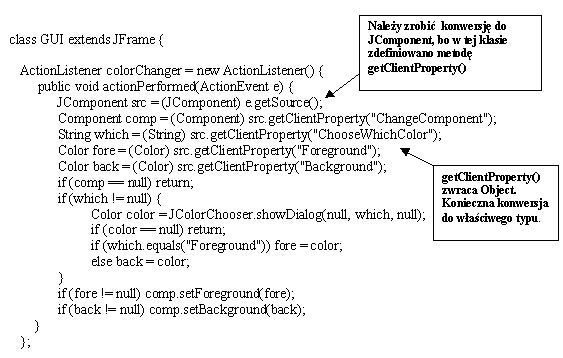 class GUI extends JFrame {
ActionListener colorChanger = new ActionListener() {
public void actionPerformed(ActionEvent e) {
JComponent src = (JComponent) e.getSource();
Component comp = (Component) src.getClientProperty("ChangeComponent");
String which = (String) src.getClientProperty("ChooseWhichColor");
Color fore = (Color) src.getClientProperty("Foreground");
Color back = (Color) src.getClientProperty("Background");
if (comp == null) return;
if (which != null) {
Color color = JColorChooser.showDialog(null, which, null);
if (color == null) return;
if (which.equals("Foreground")) fore = color;
else back = color;
}
if (fore != null) comp.setForeground(fore);
if (back != null) comp.setBackground(back);
}
};
Należy zrobić konwersję do
JComponent, bo w tej klasie
zdefiniowano metodę
getClientProperty()
getClientProperty()
zwraca Object.
Konieczna konwersja
do właściwego typu.